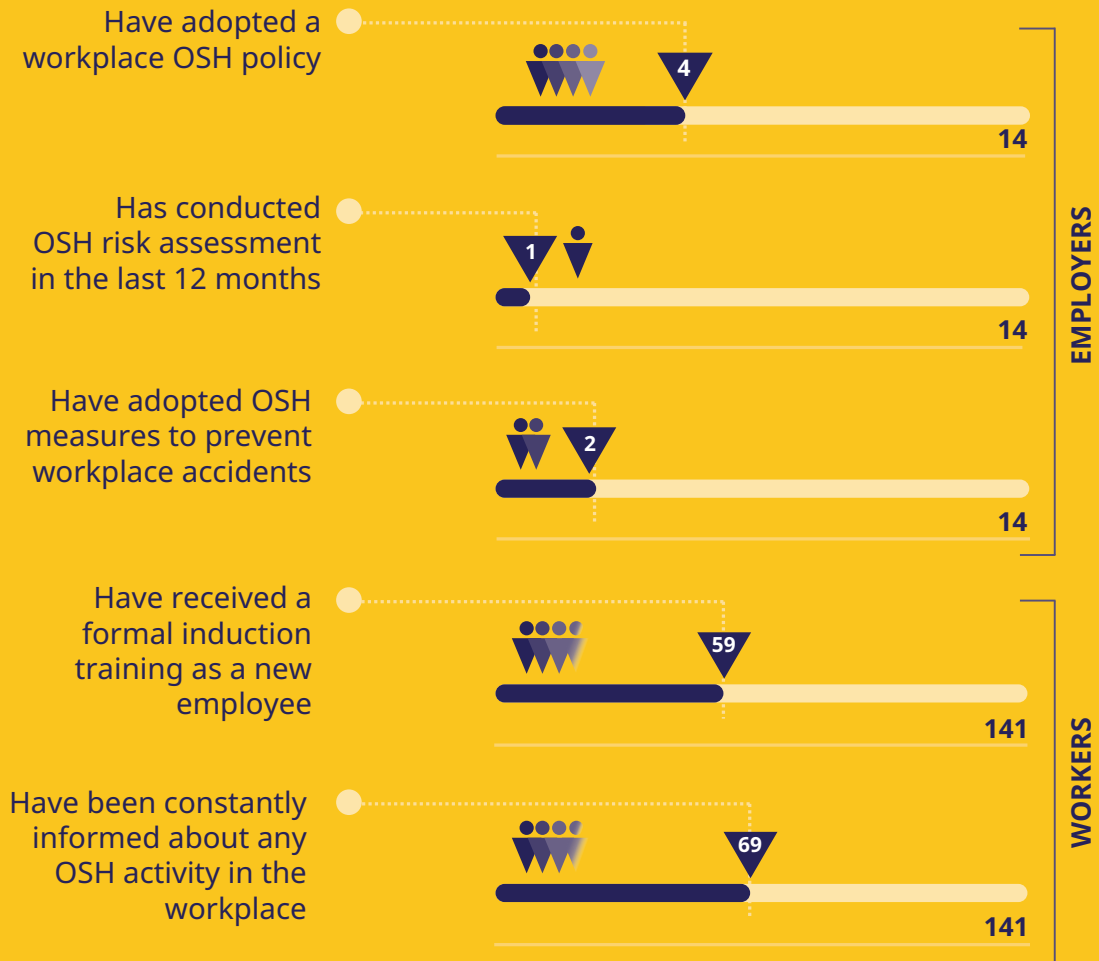 Have adopted a
workplace OSH policy
4
14
Has conducted
OSH risk assessment
in the last 12 months
1
14
Have adopted OSH
measures to prevent
workplace accidents
2
14
EMPLOYERS
Have received a
formal induction
training as a new
employee
59
141
Have been constantly
informed about any
OSH activity in the
workplace
69
141
WORKERS